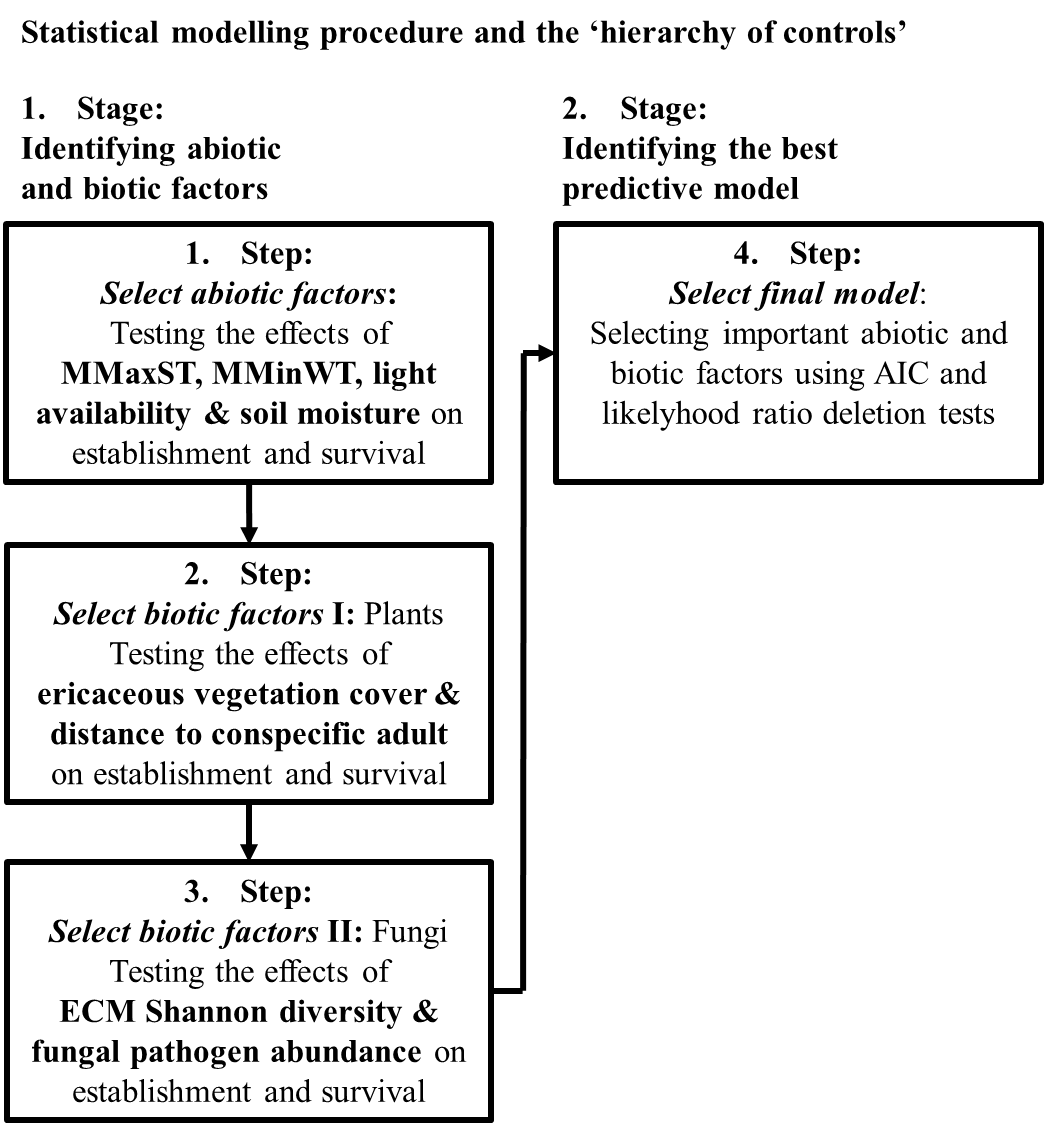 Statistical modelling procedure and the ‘hierarchy of controls’
1. Stage:
Identifying abiotic
and biotic factors
1. Step:
Select abiotic factors:
Testing the effects of
MMaxST, MMinWT, light
availability & soil moisture on
establishment and survival
2. Step:
Select biotic factors I: Plants
Testing the effects of
ericaceous vegetation cover &
distance to conspecific adult
on establishment and survival
3. Step:
Select biotic factors II: Fungi
Testing the effects of
ECM Shannon diversity &
fungal pathogen abundance on
establishment and survival
2. Stage:
Identifying the best
predictive model
4. Step:
Select final model:
Selecting important abiotic and
biotic factors using AIC and
likelyhood ratio deletion tests